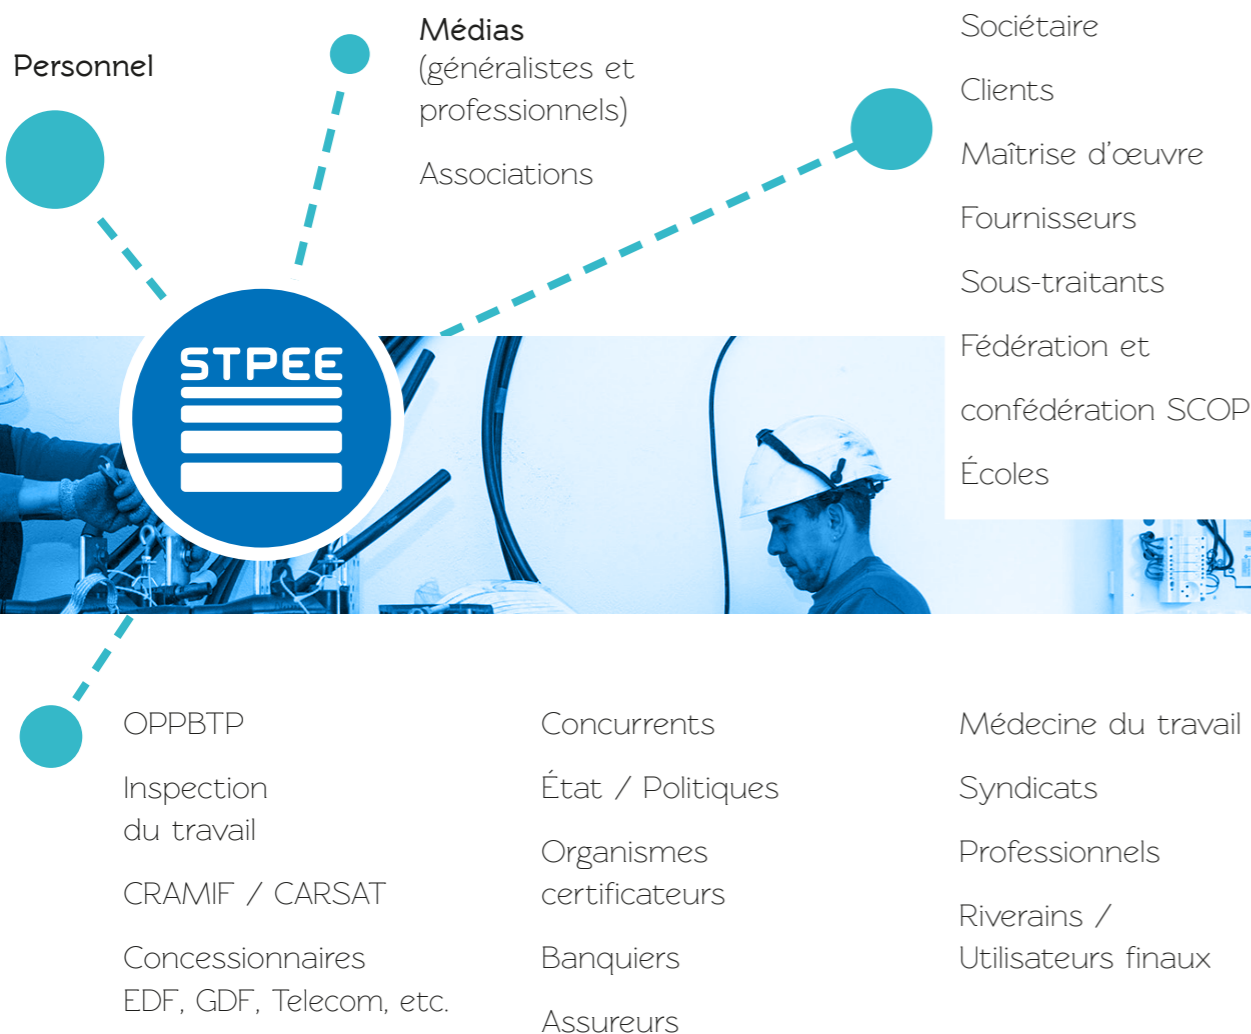 Personnel
Médias
(généralistes et
professionnels)
Associations
Sociétaire
Clients
Maîtrise d’œuvre
Fournisseurs
Sous-traitants
Fédération et
confédération SCOP
Écoles
STPEE
OPPBTP
Inspection
du travail
CRAMIF / CARSAT
Concessionnaires
EDF, GDF, Telecom, etc.
Concurrents
État / Politiques
Organismes
certificateurs
Banquiers
Assureurs
Médecine du travail
Syndicats
Professionnels
Riverains /
Utilisateurs finaux